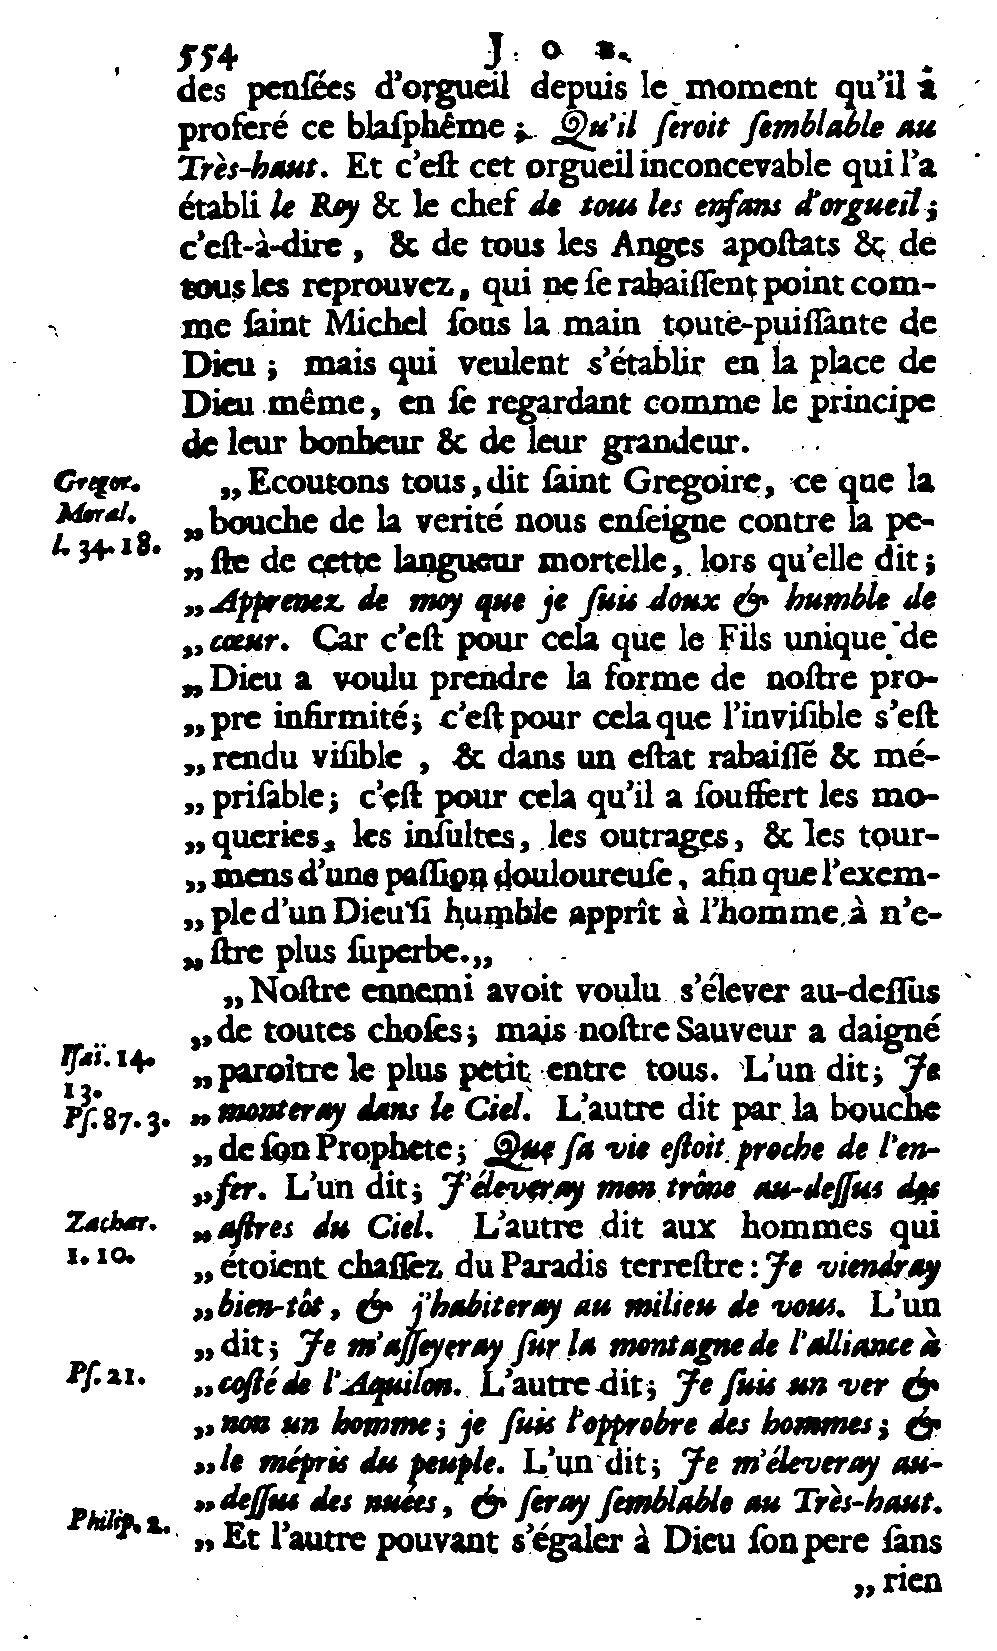 554 JOB.
des penſées d'orgueil depuis le moment qu'il a
proferé ce blaſphême ; Qu'il ſeroit ſemblable au
Très-haut. Et c'eſt cet orgueil inconcevable qui l'a
établi le Roy & le chef de tous les enfans d'orgueil ;
c'eſt-à-dire, & de tous les Anges apoſtats & de
tous les reprouvez, qui ne ſe rabaiſſent point com-
me ſaint Michel ſous la main toute-puiſſante de
Dieu ; mais qui veulent s'établir en la place de
Dieu même, en ſe regardant comme le principe
de leur bonheur & de leur grandeur.
Gregor.
Moral.
l. 34. 18.
„ Ecoutons tous, dit ſaint Gregoire, ce que la
„ bouche de la verité nous enſeigne contre la pe-
„ ſte de cette langueur mortelle, lors qu'elle dit ;
„ Apprenez de moy que je ſuis doux & humble de
„ cœur. Car c'eſt pour cela que le Fils unique de
„ Dieu a voulu prendre la forme de noſtre pro-
„ pre infirmité ; c'eſt pour cela que l'inviſible s'eſt
„ rendu viſible, & dans un eſtat rabaiſſé & mé-
„ priſable ; c'eſt pour cela qu'il a ſouffert les mo-
„ queries, les inſultes, les outrages, & les tour-
„ mens d'une paſſion douloureuſe, afin que l'exem-
„ ple d'un Dieu ſi humble apprît à l'homme à n'e-
„ ſtre plus ſuperbe. „
„ Noſtre ennemi avoit voulu s'élever au-deſſus
„ de toutes choſes ; mais noſtre Sauveur a daigné
Iſaï. 14.
13.
Pſ. 87. 3.
„ paroître le plus petit entre tous. L'un dit ; Je
„ monteray dans le Ciel. L'autre dit par la bouche
„ de ſon Prophete ; Que ſa vie eſtoit proche de l'en-
„ fer. L'un dit ; J'éleveray mon trône au-deſſus des
Zachar.
1. 10.
„ aſtres du Ciel. L'autre dit aux hommes qui
„ étoient chaſſez du Paradis terreſtre : Je viendray
„ bien-tôt, & j'habiteray au milieu de vous. L'un
„ dit ; Je m'aſſeyeray ſur la montagne de l'alliance à
Pſ. 21.
„ coſté de l'Aquilon. L'autre dit ; Je ſuis un ver &
„ non un homme ; je ſuis l'opprobre des hommes ; &
„ le mépris du peuple. L'un dit ; Je m'éleveray au-
„ deſſus des nuées, & ſeray ſemblable au Très-haut.
Philip. 2.
„ Et l'autre pouvant s'égaler à Dieu ſon pere ſans
„ rien